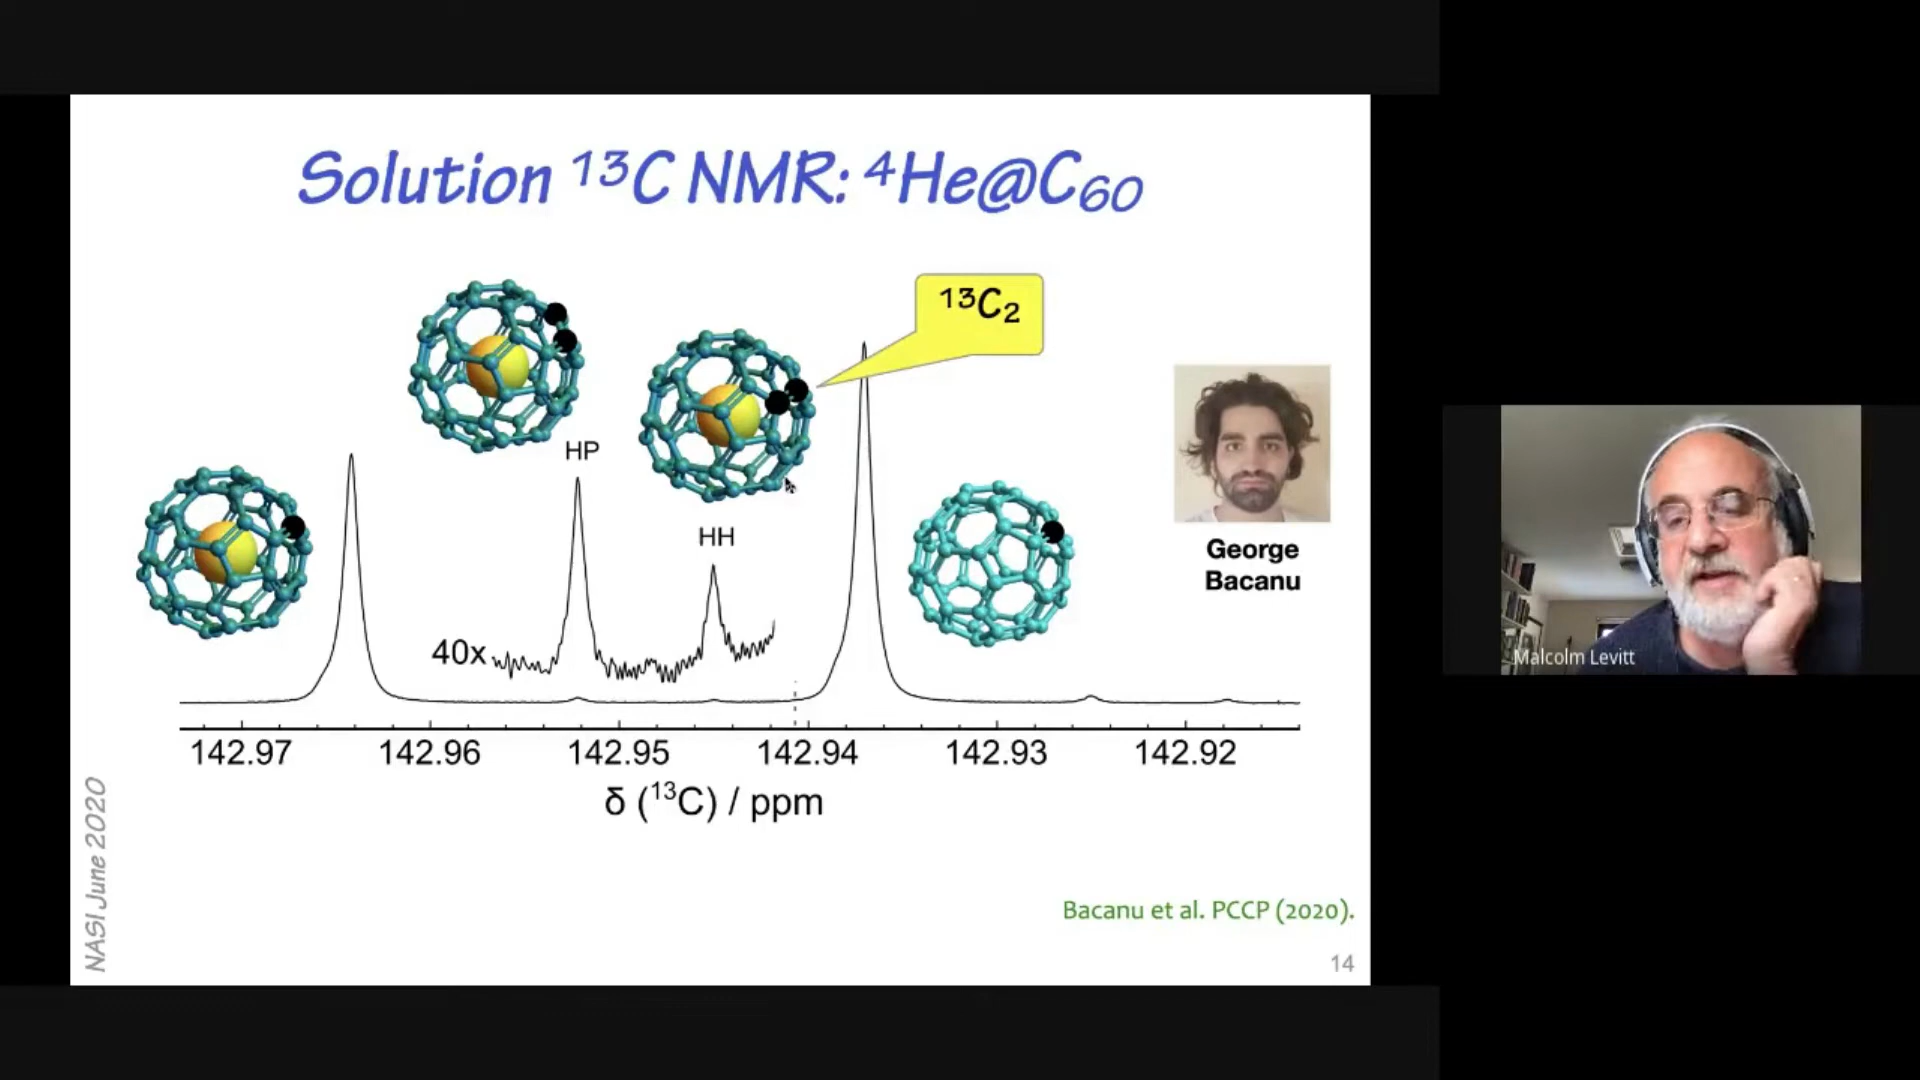 Solution ¹³C NMR: ⁴He@C₆₀
¹³C₂
HP
HH
40x
George
Bacanu
Malcolm Levitt
142.97 142.96 142.95 142.94 142.93 142.92
δ (¹³C) / ppm
NASI June 2020
Bacanu et al. PCCP (2020).
14